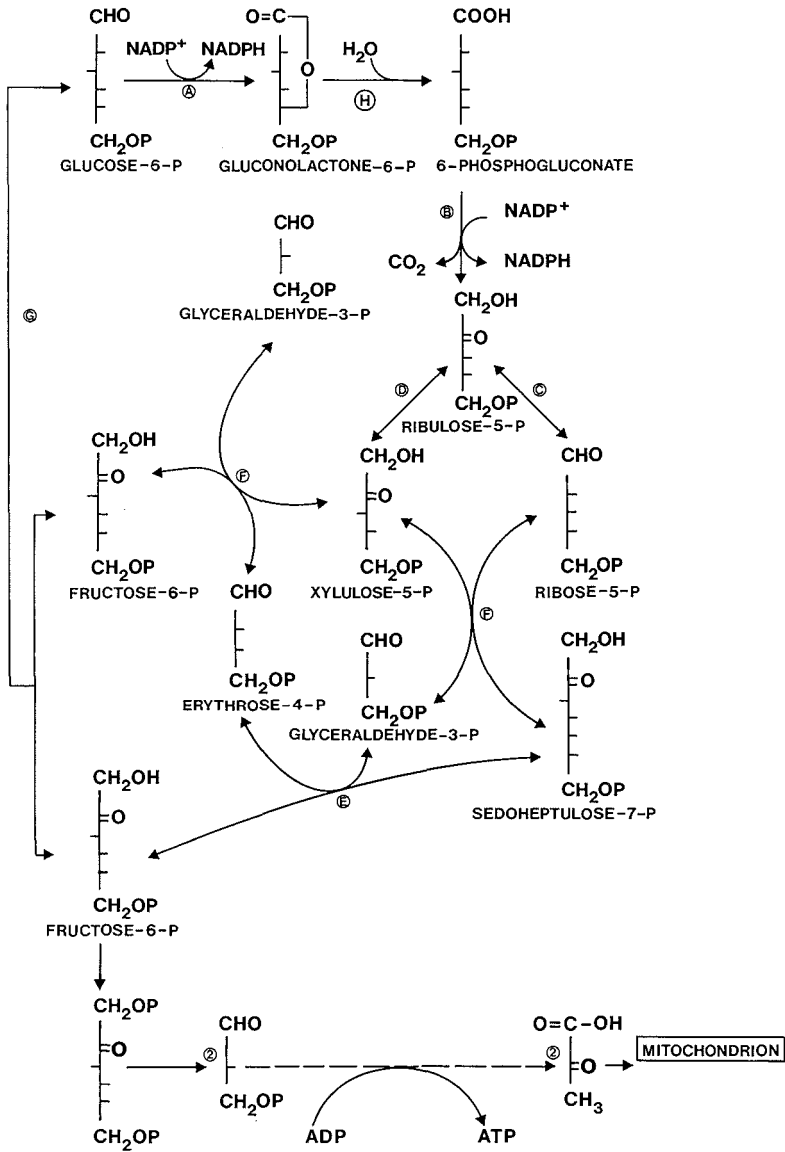 CHO
O=C
COOH
NADP+ NADPH
H2O
O
A
H
CH2OP
CH2OP
CH2OP
GLUCOSE-6-P
GLUCONOLACTONE-6-P
6-PHOSPHOGLUCONATE
B
NADP+
CHO
CO2
NADPH
CH2OP
GLYCERALDEHYDE-3-P
CH2OH
G
=O
D
C
CH2OP
RIBULOSE-5-P
CH2OH
=O
F
CH2OH
=O
CHO
CH2OP
FRUCTOSE-6-P
CH2OP
XYLULOSE-5-P
CH2OP
RIBOSE-5-P
CHO
F
CHO
CH2OH
=O
CH2OP
ERYTHROSE-4-P
CH2OP
GLYCERALDEHYDE-3-P
CH2OH
=O
E
CH2OP
SEDOHEPTULOSE-7-P
CH2OP
FRUCTOSE-6-P
CH2OP
=O
CHO
O=C-OH
2
2
=O
MITOCHONDRION
CH2OP
CH3
CH2OP
ADP
ATP